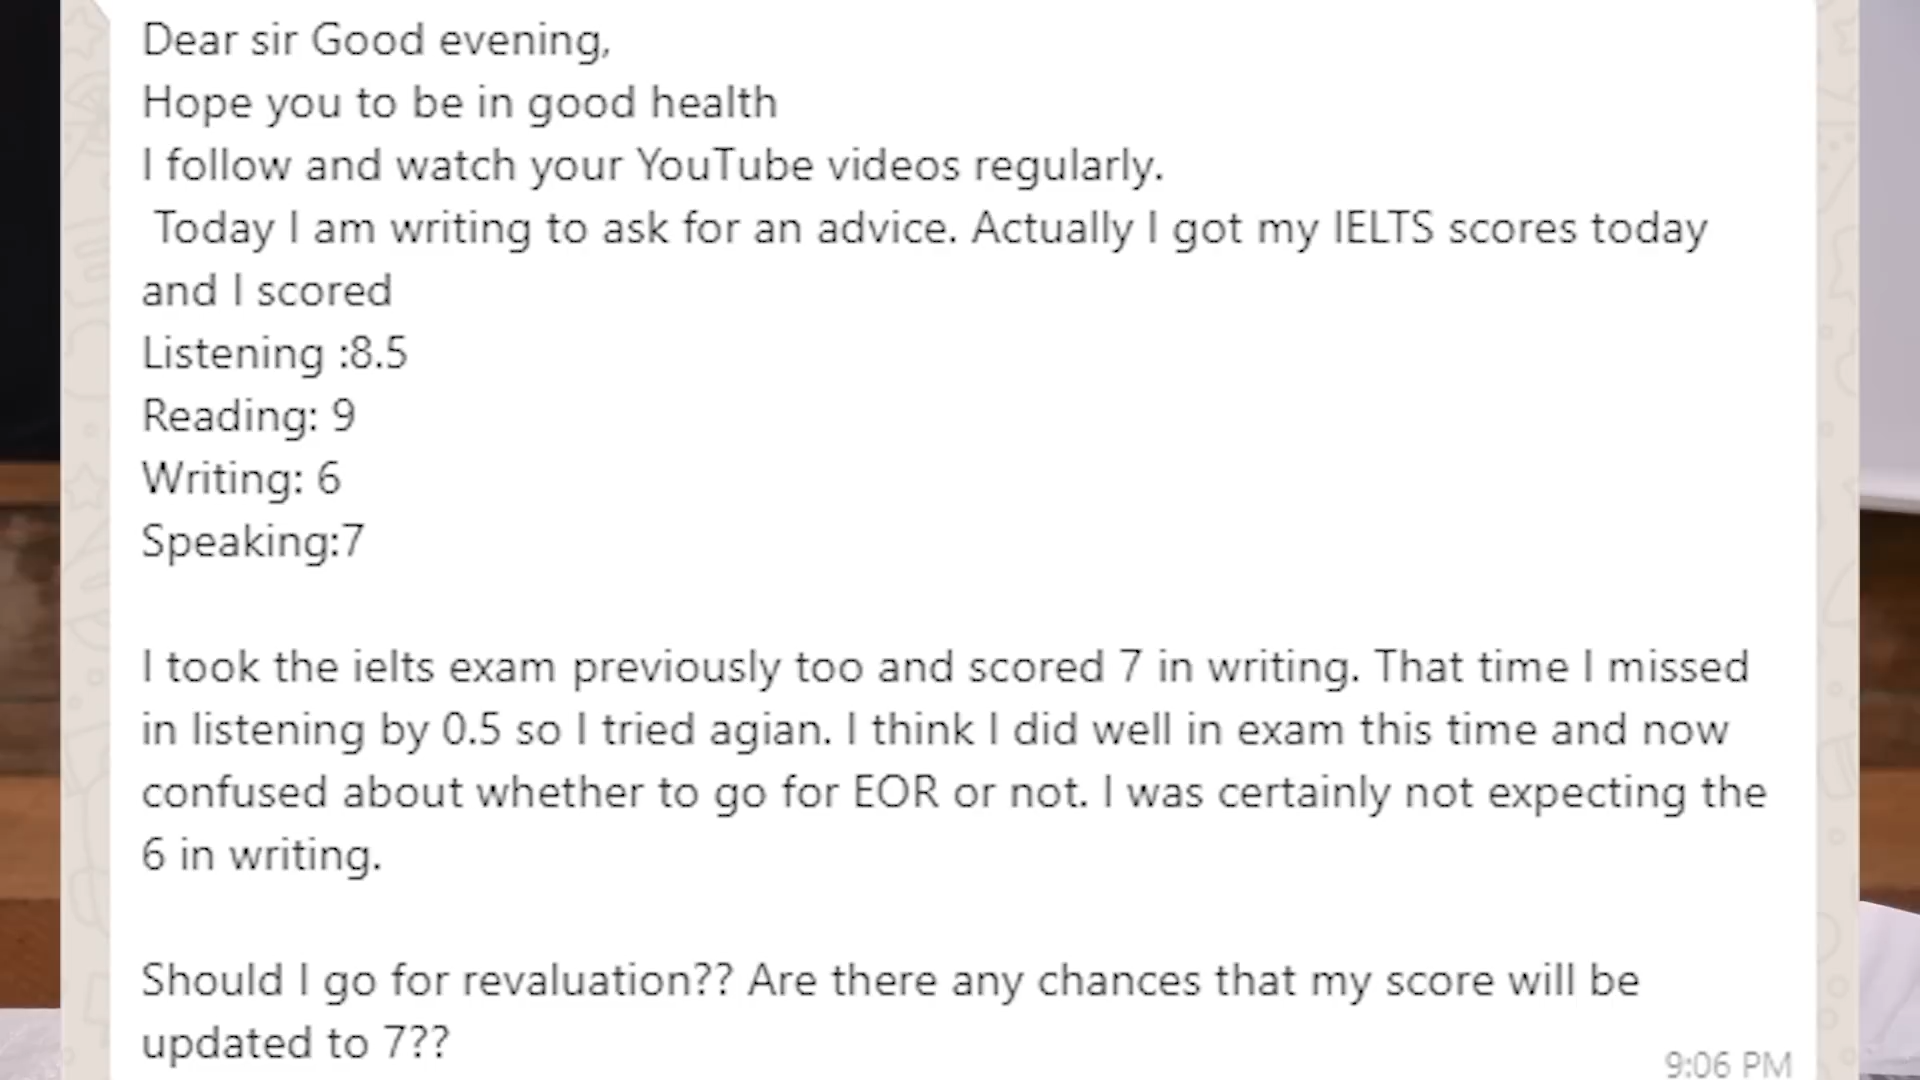 Dear sir Good evening,
Hope you to be in good health
I follow and watch your YouTube videos regularly.
Today I am writing to ask for an advice. Actually I got my IELTS scores today
and I scored
Listening :8.5
Reading: 9
Writing: 6
Speaking:7
I took the ielts exam previously too and scored 7 in writing. That time I missed
in listening by 0.5 so I tried agian. I think I did well in exam this time and now
confused about whether to go for EOR or not. I was certainly not expecting the
6 in writing.
Should I go for revaluation?? Are there any chances that my score will be
updated to 7??
9:06 PM